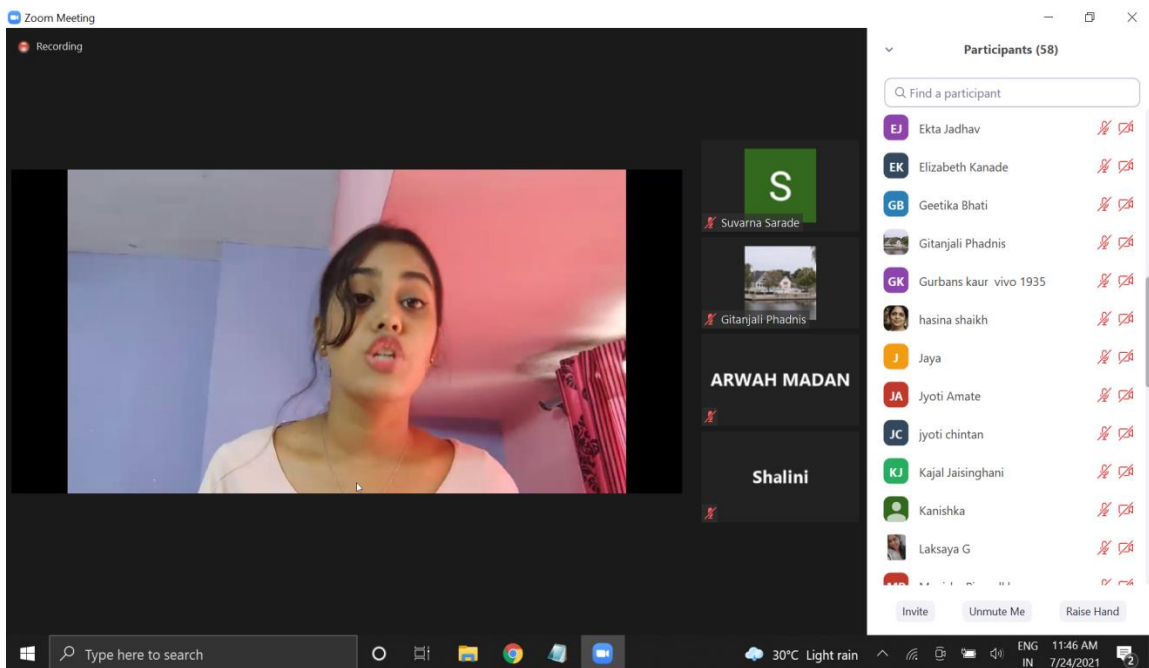 Zoom Meeting
Recording
S
Suvarna Sarade
Gitanjali Phadnis
ARWAH MADAN
Shalini
Participants (58)
Find a participant
EJ Ekta Jadhav
EK Elizabeth Kanade
GB Geetika Bhati
Gitanjali Phadnis
GK Gurbans kaur vivo 1935
hasina shaikh
J Jaya
JA Jyoti Amate
JC jyoti chintan
KJ Kajal Jaisinghani
Kanishka
Laksaya G
Invite Unmute Me Raise Hand
Type here to search
30°C Light rain
ENG 11:46 AM
IN 7/24/2021
2